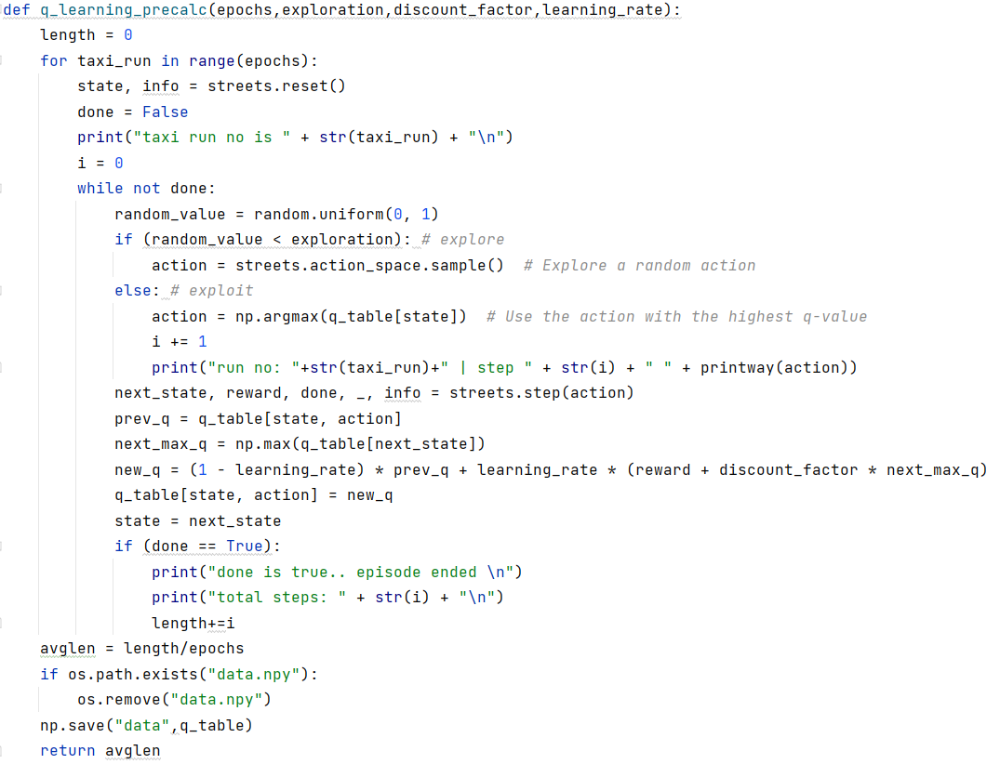 def q_learning_precalc(epochs,exploration,discount_factor,learning_rate):
    length = 0
    for taxi_run in range(epochs):
        state, info = streets.reset()
        done = False
        print("taxi run no is " + str(taxi_run) + "\n")
        i = 0
        while not done:
            random_value = random.uniform(0, 1)
            if (random_value < exploration): # explore
                action = streets.action_space.sample()  # Explore a random action
            else: # exploit
                action = np.argmax(q_table[state])  # Use the action with the highest q-value
                i += 1
                print("run no: "+str(taxi_run)+" | step " + str(i) + " " + printway(action))
            next_state, reward, done, _, info = streets.step(action)
            prev_q = q_table[state, action]
            next_max_q = np.max(q_table[next_state])
            new_q = (1 - learning_rate) * prev_q + learning_rate * (reward + discount_factor * next_max_q)
            q_table[state, action] = new_q
            state = next_state
            if (done == True):
                print("done is true.. episode ended \n")
                print("total steps: " + str(i) + "\n")
                length+=i
    avglen = length/epochs
    if os.path.exists("data.npy"):
        os.remove("data.npy")
    np.save("data",q_table)
    return avglen